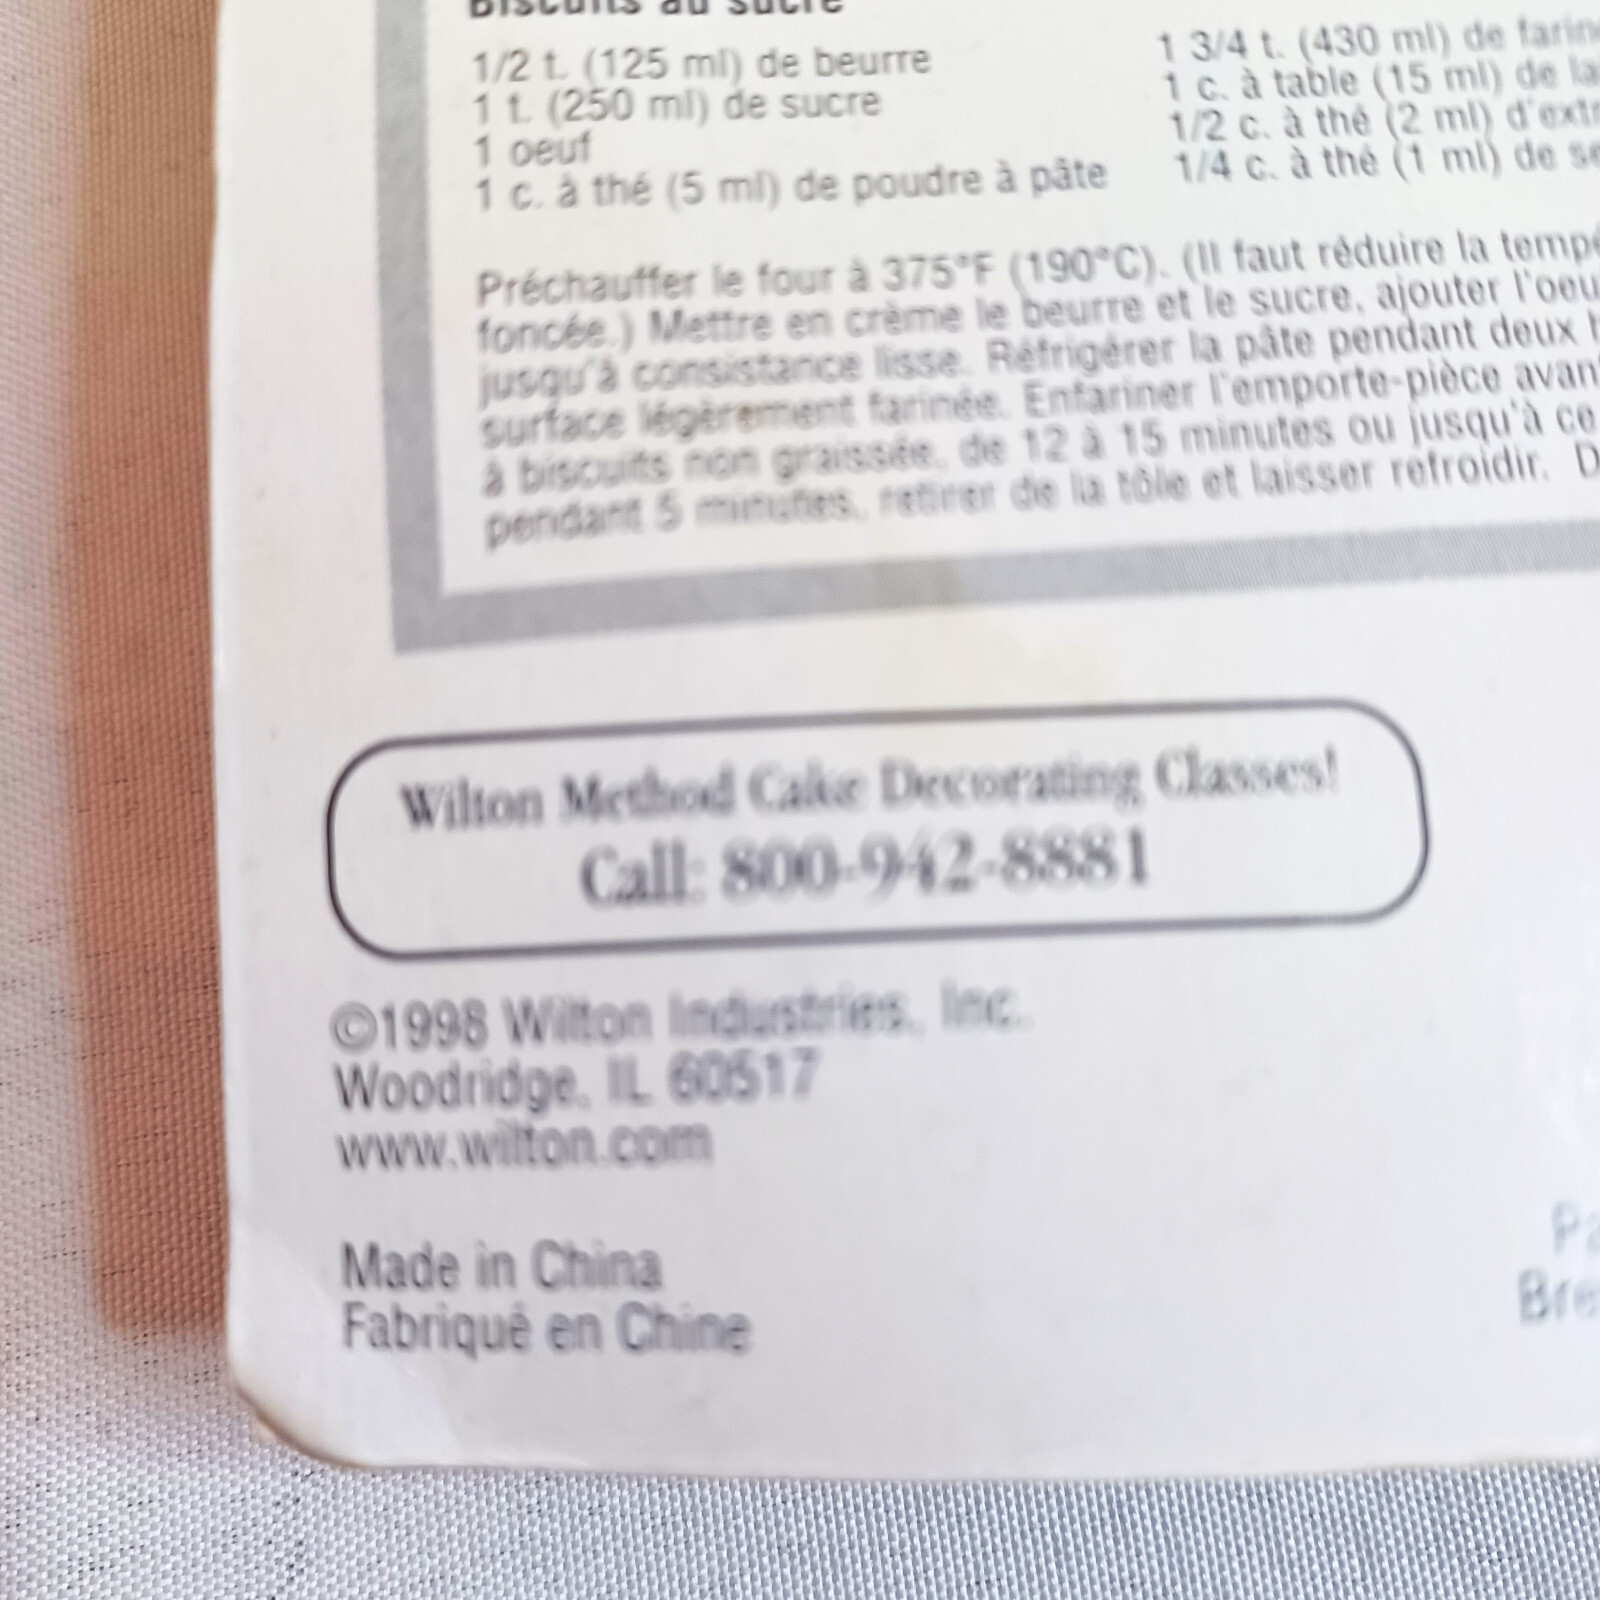 Biscuits au sucre
1/2 t. (125 ml) de beurre
1 t. (250 ml) de sucre
1 oeuf
1 c. à thé (5 ml) de poudre à pâte
1 3/4 t. (430 ml) de
1 c. à table (15 ml) de
1/2 c. à thé (2 ml)
1/4 c. à thé (1 ml) de
Préchauffer le four à 375°F (190°C). (Il faut réduire la
foncée.) Mettre en crème le beurre et le sucre, ajouter
jusqu'à consistance lisse. Réfrigérer la pâte pendant deux
surface légèrement farinée. Enfariner l'emporte-pièce
à biscuits non graissée, de 12 à 15 minutes ou jusqu'à ce
pendant 5 minutes, retirer de la tôle et laisser refroidir.
Wilton Method Cake Decorating Classes!
Call: 800-942-8881
©1998 Wilton Industries, Inc.
Woodridge, IL 60517
www.wilton.com
Made in China
Fabriqué en Chine